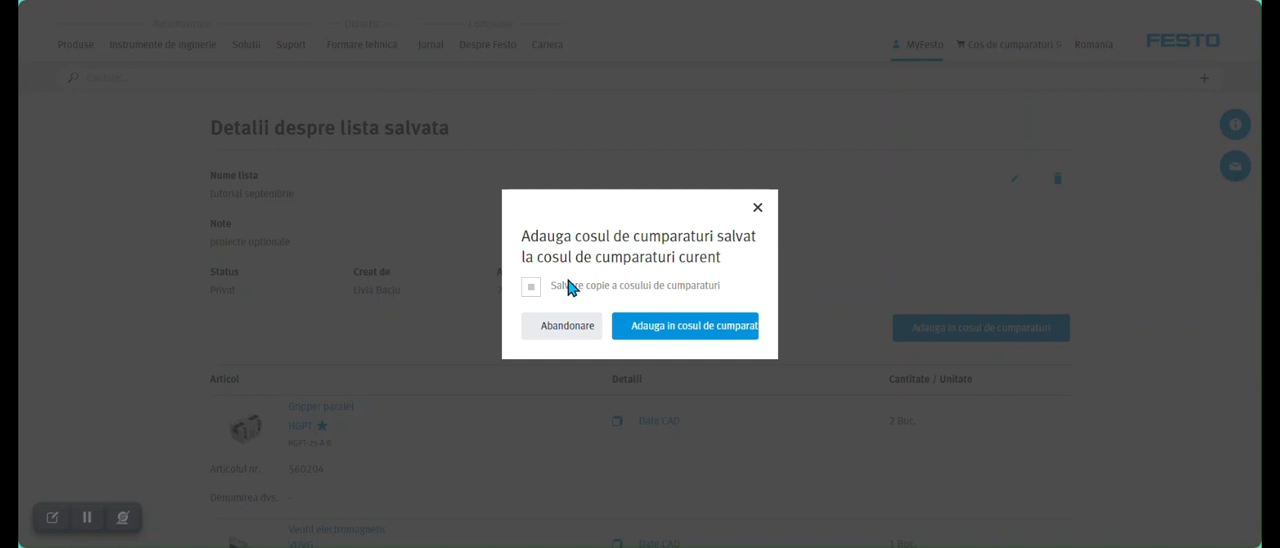 Produse Instrumente de inginerie Solutii Suport Formare tehnica Jurnal Despre Festo Cariera MyFesto Cos de cumparaturi Romania FESTO
Detalii despre lista salvata
Nume lista
tutorial septembrie
Note
proiecte optionale
Status Creat de
Privat Livia Baciu
Adauga cosul de cumparaturi salvat
la cosul de cumparaturi curent
Salvare copie a cosului de cumparaturi
Abandonare Adauga in cosul de cumparat
Adauga in cosul de cumparaturi
Articol Detalii Cantitate / Unitate
Gripper paralel
HGPT Date CAD 2 Buc.
HGPT-20-A-B
Articolul nr. 560204
Denumirea dvs. -
Ventil electromagnetic
VUVG Date CAD 1 Buc.